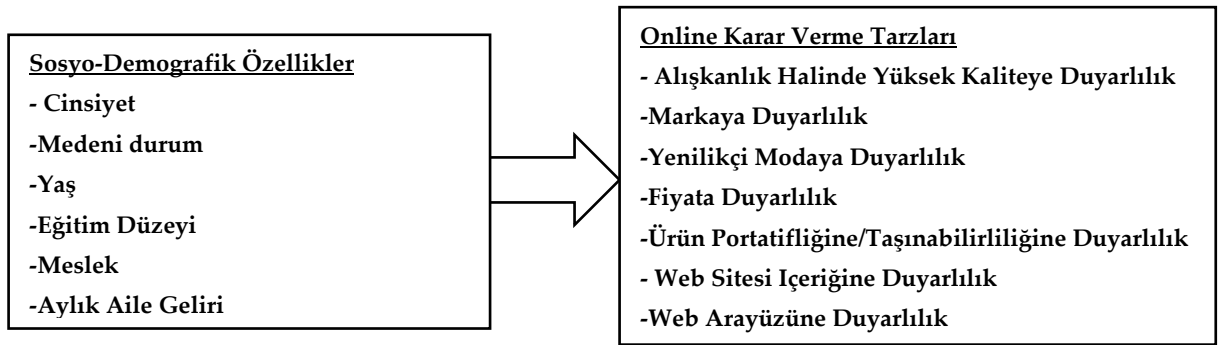 Sosyo-Demografik Özellikler
- Cinsiyet
-Medeni durum
-Yaş
-Eğitim Düzeyi
-Meslek
-Aylık Aile Geliri
Online Karar Verme Tarzları
- Alışkanlık Halinde Yüksek Kaliteye Duyarlılık
-Markaya Duyarlılık
-Yenilikçi Modaya Duyarlılık
-Fiyata Duyarlılık
-Ürün Portatifliğine/Taşınabilirliliğine Duyarlılık
- Web Sitesi Içeriğine Duyarlılık
-Web Arayüzüne Duyarlılık